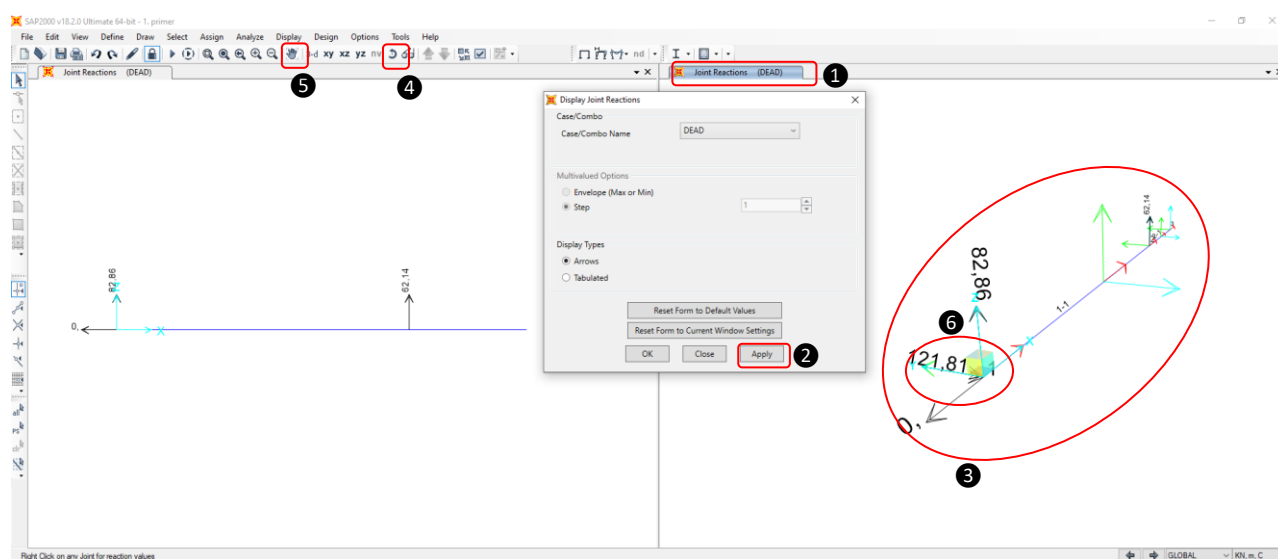 SAP2000 v18.2.0 Ultimate 64-bit - 1. primer
File Edit View Define Draw Select Assign Analyze Display Design Options Tools Help
xy xz yz nv
nd
5
4
Joint Reactions (DEAD)
Joint Reactions (DEAD)
1
Display Joint Reactions
Case/Combo
Case/Combo Name DEAD
Multivalued Options
Envelope (Max or Min)
Step 1
Display Types
Arrows
Tabulated
Reset Form to Default Values
Reset Form to Current Window Settings
OK Close Apply
2
82,86
62,14
0,
X
62,14
82,86
Z
1-1
6
X
121,81
1
0,
3
Right Click on any Joint for reaction values
GLOBAL KN, m, C